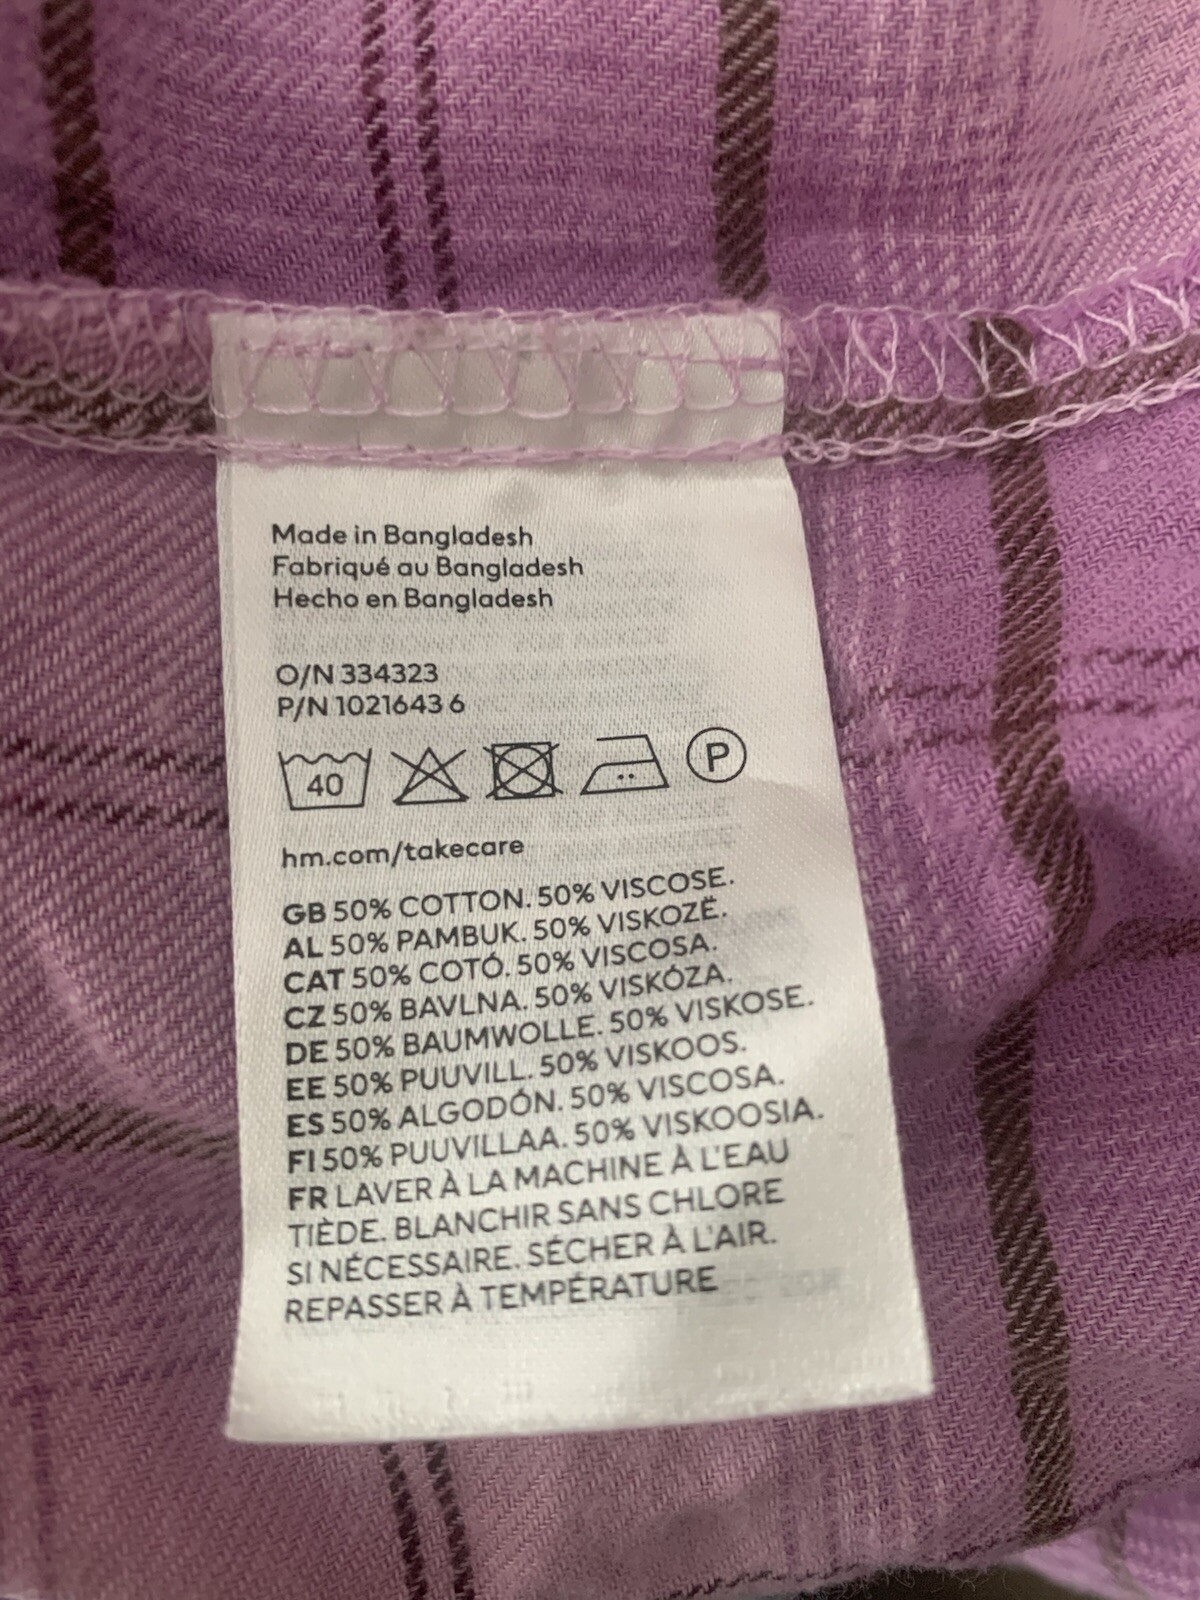 Made in Bangladesh
Fabriqué au Bangladesh
Hecho en Bangladesh
O/N 334323
P/N 1021643 6
40
P
hm.com/takecare
GB 50% COTTON. 50% VISCOSE.
AL 50% PAMBUK. 50% VISKOZË.
CAT 50% COTÓ. 50% VISCOSA.
CZ 50% BAVLNA. 50% VISKÓZA.
DE 50% BAUMWOLLE. 50% VISKOSE.
EE 50% PUUVILL. 50% VISKOOS.
ES 50% ALGODÓN. 50% VISCOSA.
FI 50% PUUVILLAA. 50% VISKOOSIA.
FR LAVER À LA MACHINE À L'EAU
TIÈDE. BLANCHIR SANS CHLORE
SI NÉCESSAIRE. SÉCHER À L'AIR.
REPASSER À TEMPÉRATURE